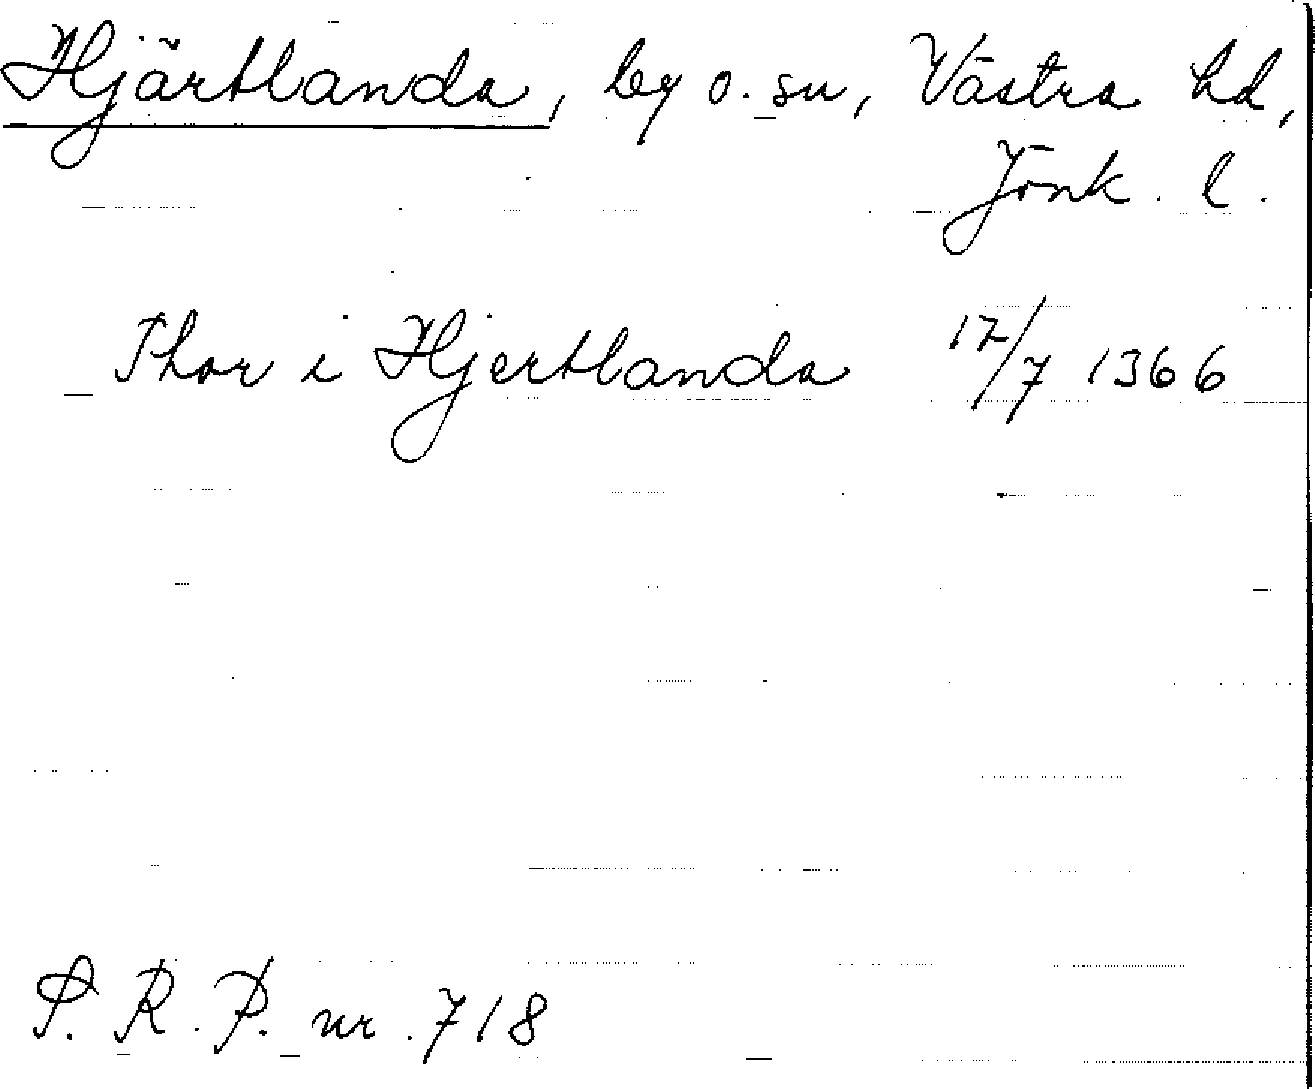 Hjärtlanda, by o. sn, Västra hd,
Jönk. l.
Thor i Hjertlanda 17/7 1366
S. R. P. nr. 718